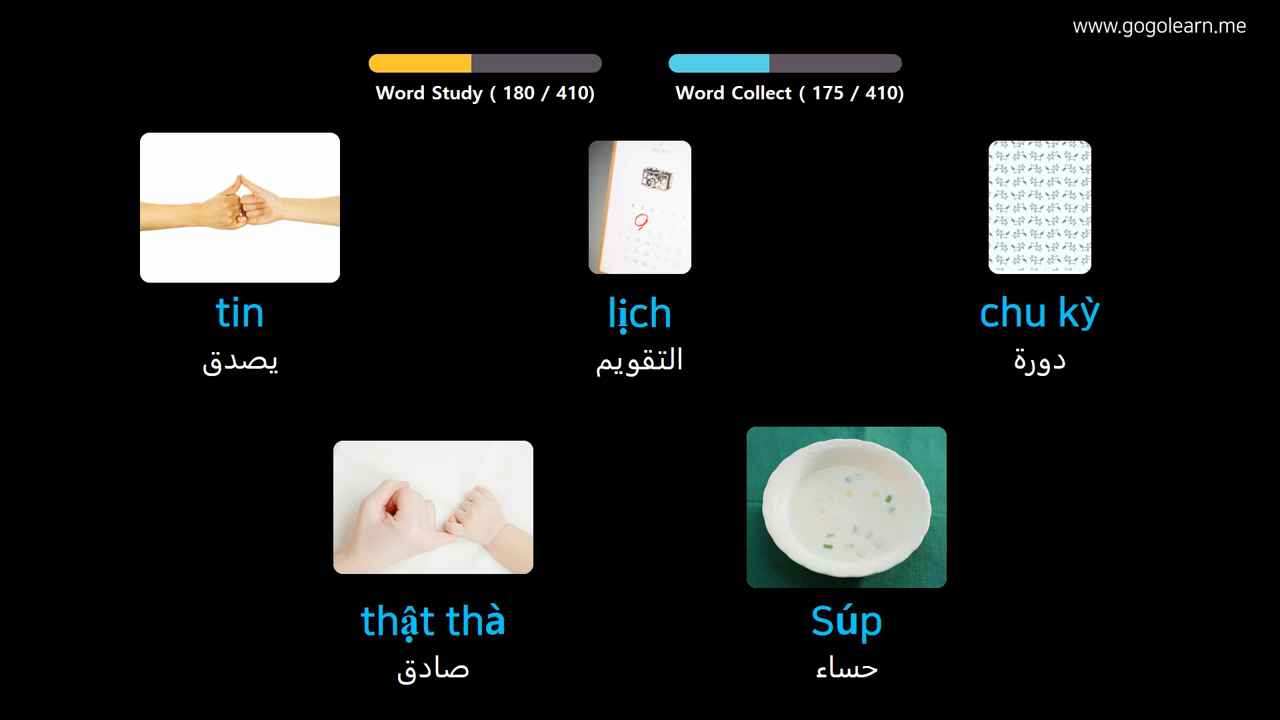 www.gogolearn.me
Word Study ( 180 / 410)
Word Collect ( 175 / 410)
tin
يصدق
lịch
التقويم
chu kỳ
دورة
thật thà
صادق
Súp
حساء